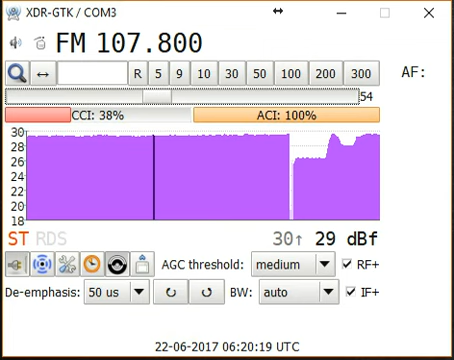 XDR-GTK / COM3
FM 107.800
AF:
R 5 9 10 30 50 100 200 300
54
CCI: 38% ACI: 100%
30
28
26
24
22
20
18
ST RDS 30↑ 29 dBf
AGC threshold: medium RF+
De-emphasis: 50 us BW: auto IF+
22-06-2017 06:20:19 UTC